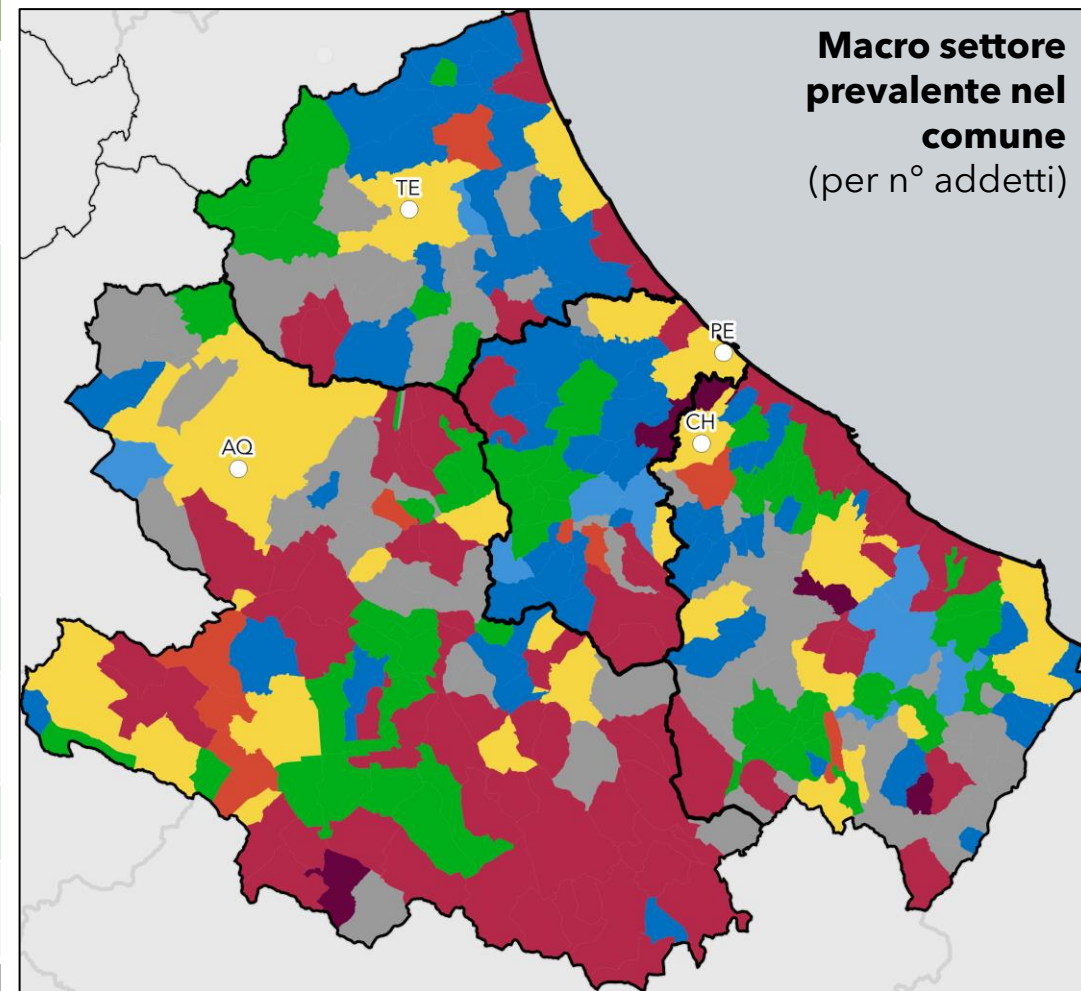 Macro settore
prevalente nel
comune
(per n° addetti)
TE
PE
CH
AQ